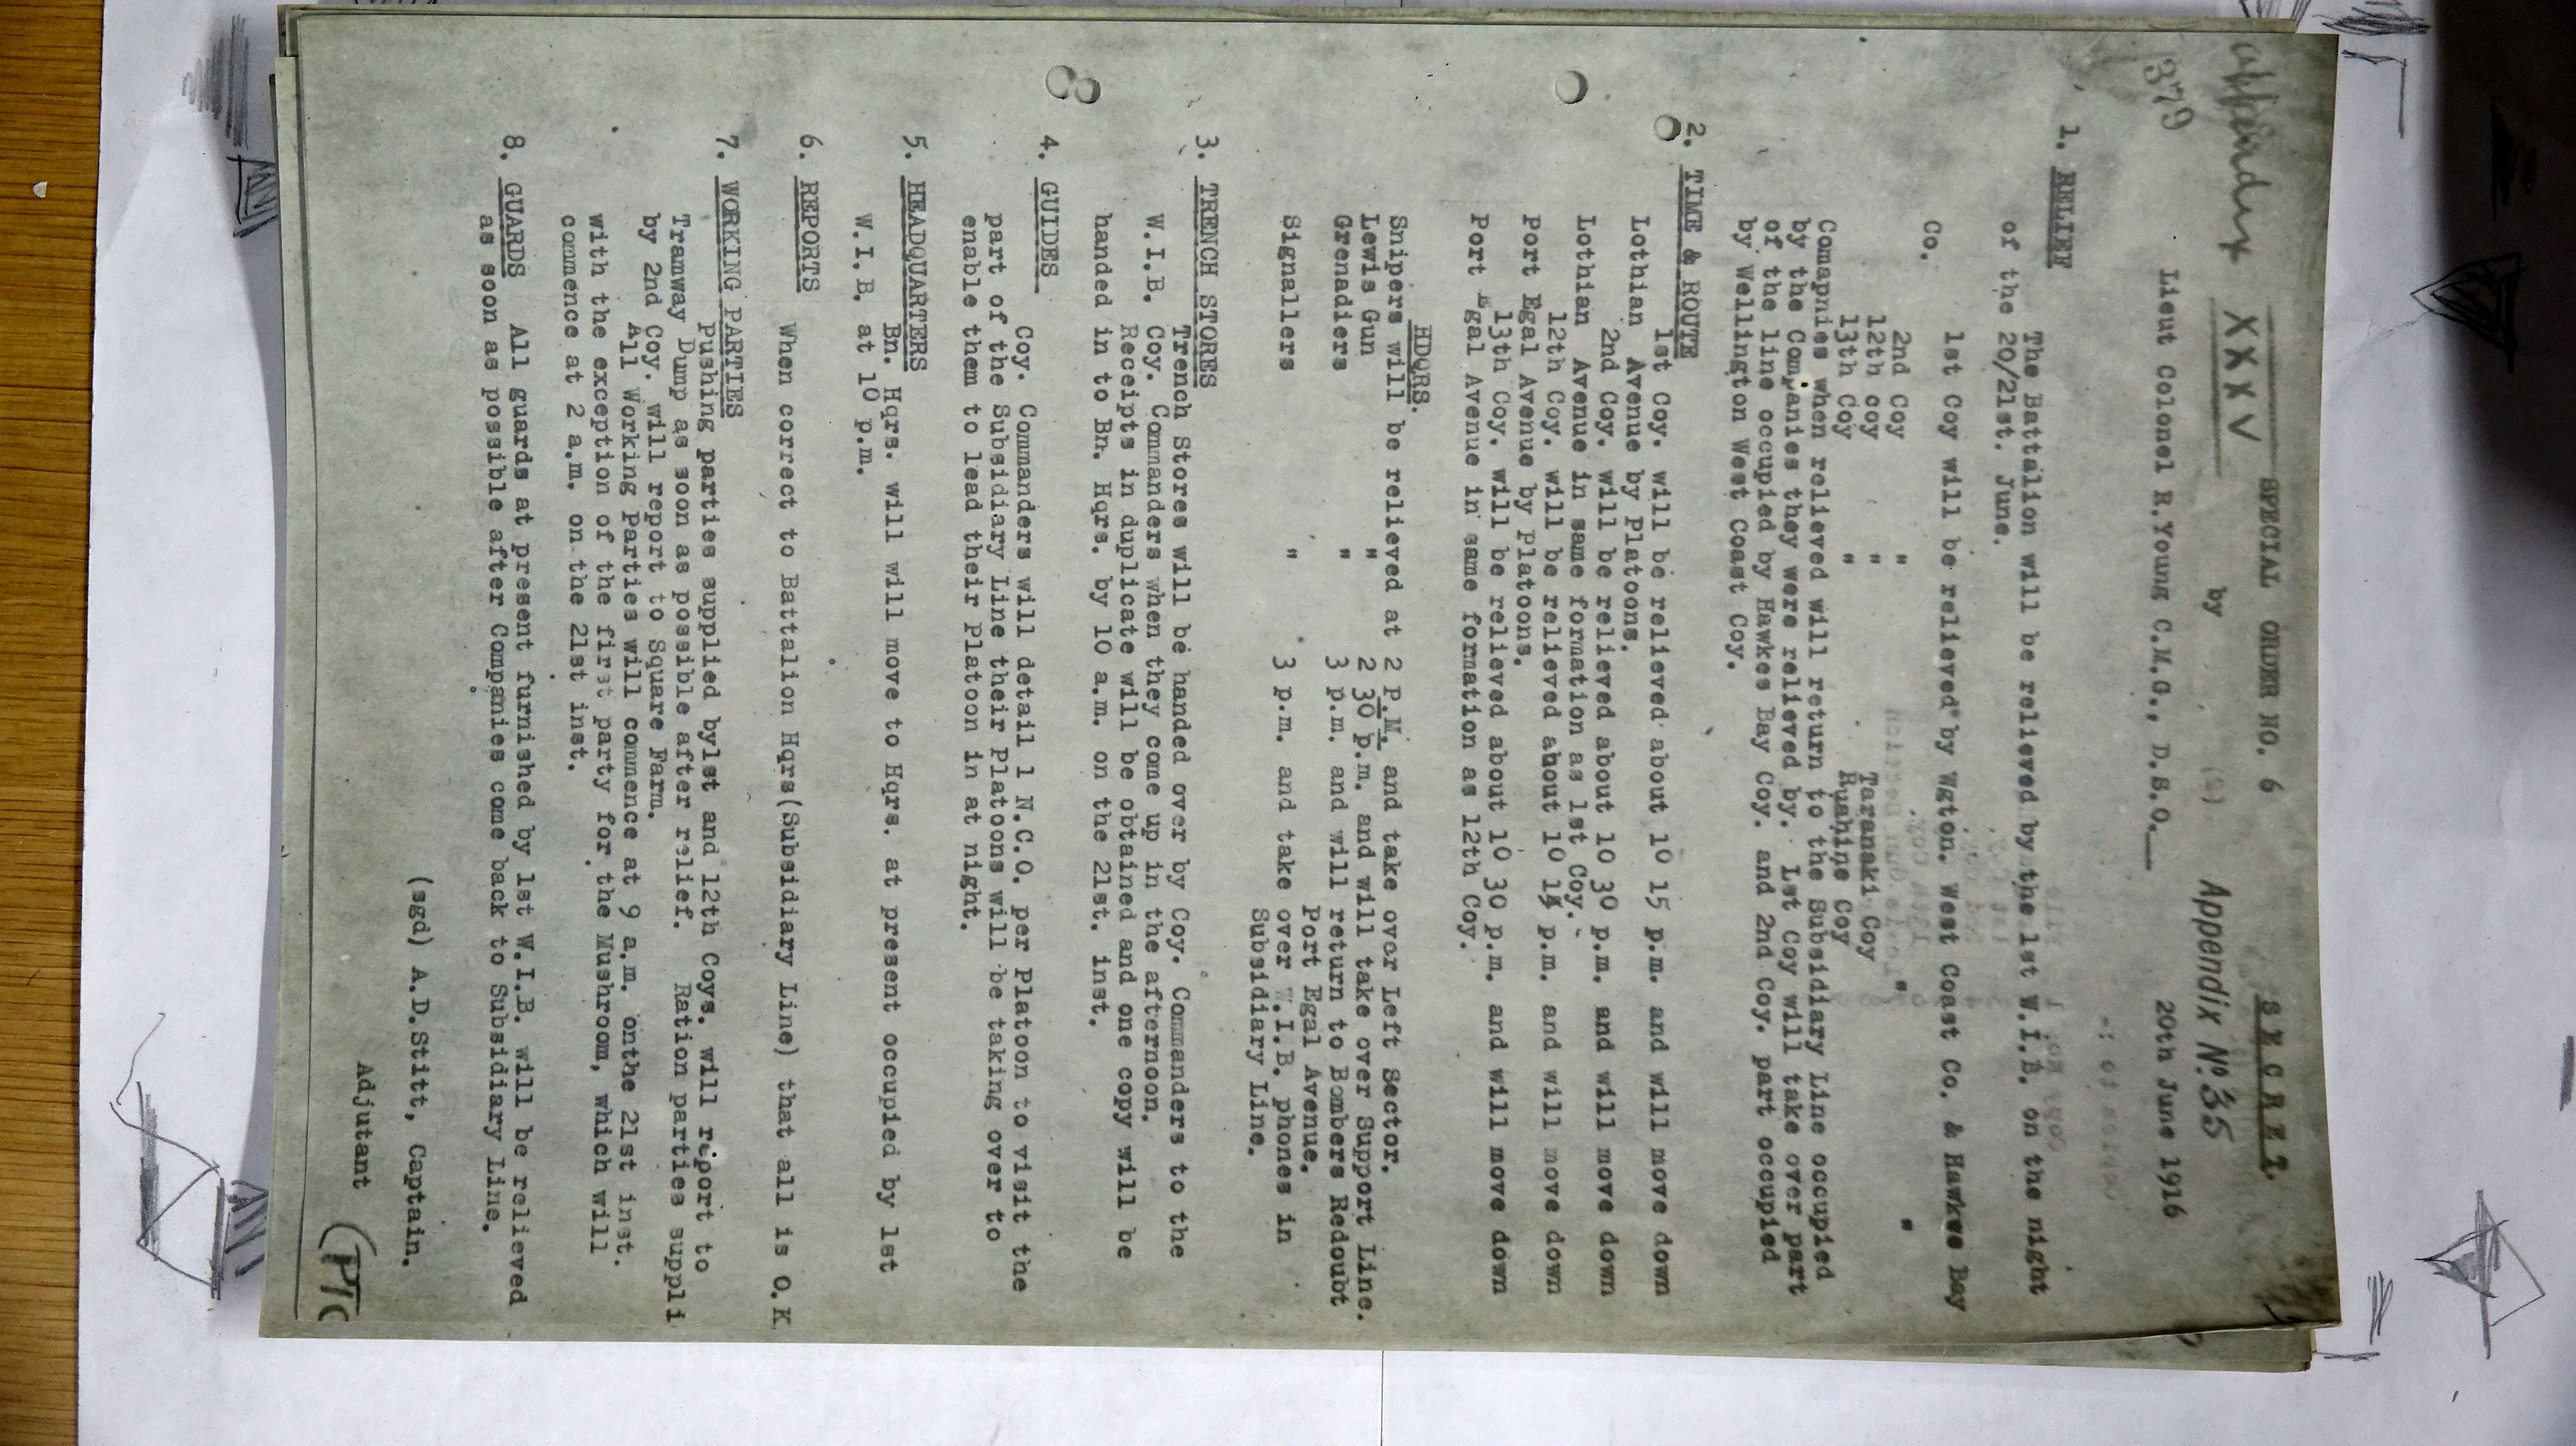 SPECIAL ORDER NO. 6 SECRET.
Appendix XXXV by Appendix No. 35
379
Lieut Colonel R.Young C.M.G., D.S.O. 20th June 1916
1. RELIEF
The Battalion will be relieved by the 1st W.I.B. on the night
of the 20/21st. June.
1st Coy will be relieved by Wgton. West Coast Co. & Hawkes Bay
Co.
2nd Coy " " "
12th coy " Taranaki Coy
13th Coy " Ruahine Coy
Comapnies when relieved will return to the Subsidiary Line occupied
by the Companies they were relieved by. 1st Coy will take over part
of the line occupied by Hawkes Bay Coy. and 2nd Coy. part occupied
by Wellington West Coast Coy.
2. TIME & ROUTE
1st Coy. will be relieved about 10 15 p.m. and will move down
Lothian Avenue by Platoons.
2nd Coy. will be relieved about 10 30 p.m. and will move down
Lothian Avenue in same formation as 1st Coy.
12th Coy. will be relieved about 10 15 p.m. and will move down
Port Egal Avenue by Platoons.
13th Coy. will be relieved about 10 30 p.m. and will move down
Port Egal Avenue in same formation as 12th Coy.
HDQRS.
Snipers will be relieved at 2 P.M. and take over Left Sector.
Lewis Gun " 2 30 p.m. and will take over Support Line.
Grenadiers " 3 p.m. and will return to Bombers Redoubt
Port Egal Avenue.
Signallers " 3 p.m. and take over W.I.B. phones in
Subsidiary Line.
3. TRENCH STORES
Trench Stores will be handed over by Coy. Commanders to the
W.I.B. Coy. Commanders when they come up in the afternoon.
Receipts in duplicate will be obtained and one copy will be
handed in to Bn. Hqrs. by 10 a.m. on the 21st. inst.
4. GUIDES
Coy. Commanders will detail 1 N.C.O. per Platoon to visit the
part of the Subsidiary Line their Platoons will be taking over to
enable them to lead their Platoon in at night.
5. HEADQUARTERS
Bn. Hqrs. will will move to Hqrs. at present occupied by 1st
W.I.B. at 10 p.m.
6. REPORTS When correct to Battalion Hqrs(Subsidiary Line) that all is O.K
7. WORKING PARTIES
Pushing parties supplied by1st and 12th Coys. will report to
Tramway Dump as soon as possible after relief. Ration parties suppli
by 2nd Coy. will report to Square Farm.
All Working Parties will commence at 9 a.m. onthe 21st inst.
with the exception of the first party for the Mushroom, which will
commence at 2 a.m. on the 21st inst.
8. GUARDS All guards at present furnished by 1st W.I.B. will be relieved
as soon as possible after Companies come back to Subsidiary Line.
(sgd) A.D.Stitt, Captain.
Adjutant